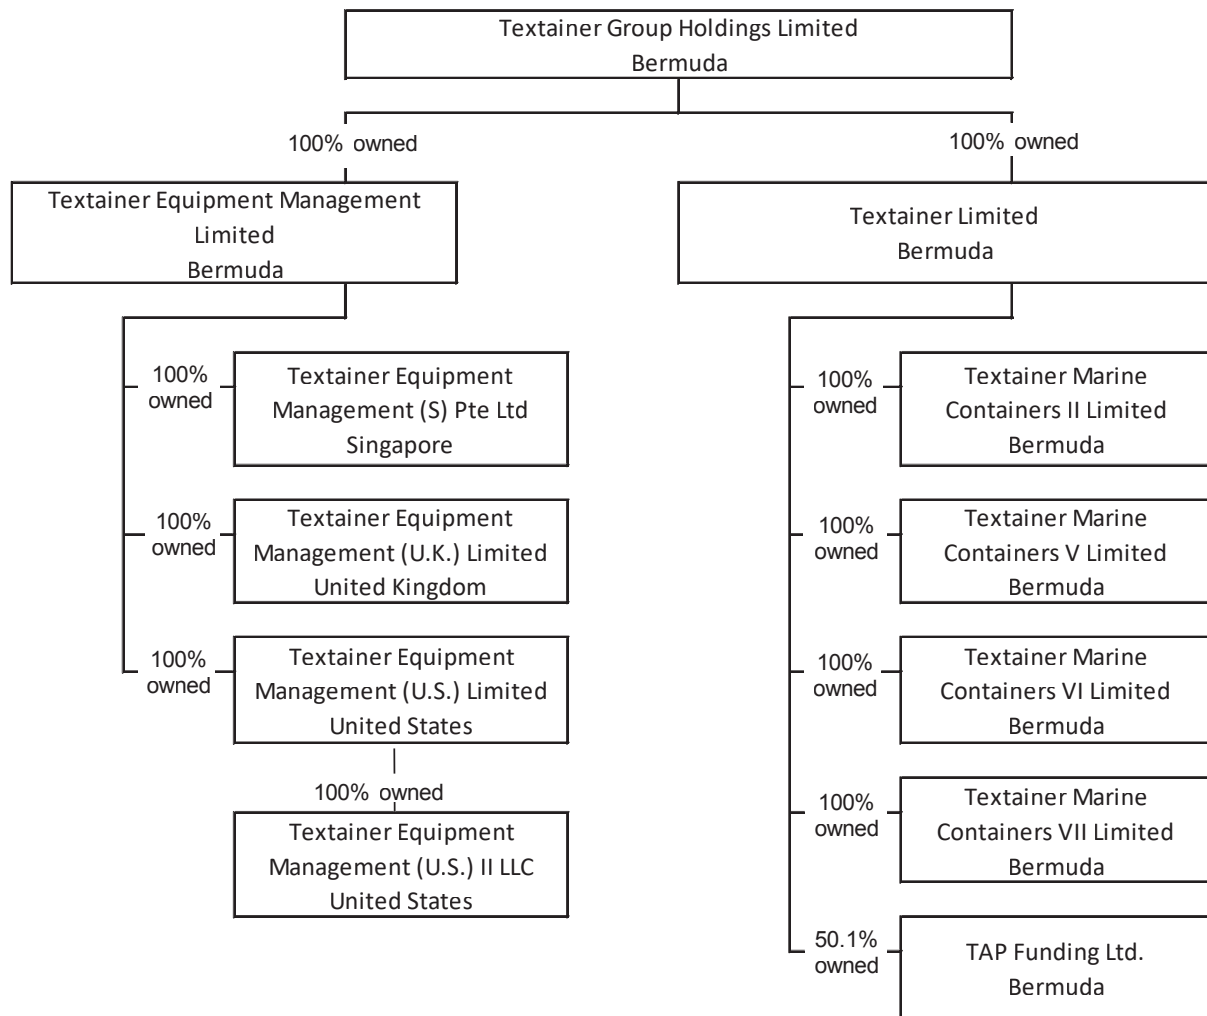 Textainer Group Holdings Limited
Bermuda
100% owned
100% owned
Textainer Equipment Management
Limited
Bermuda
Textainer Limited
Bermuda
100%
owned
Textainer Equipment
Management (S) Pte Ltd
Singapore
100%
owned
Textainer Equipment
Management (U.K.) Limited
United Kingdom
100%
owned
Textainer Equipment
Management (U.S.) Limited
United States
100% owned
Textainer Equipment
Management (U.S.) II LLC
United States
100%
owned
Textainer Marine
Containers II Limited
Bermuda
100%
owned
Textainer Marine
Containers V Limited
Bermuda
100%
owned
Textainer Marine
Containers VI Limited
Bermuda
100%
owned
Textainer Marine
Containers VII Limited
Bermuda
50.1%
owned
TAP Funding Ltd.
Bermuda